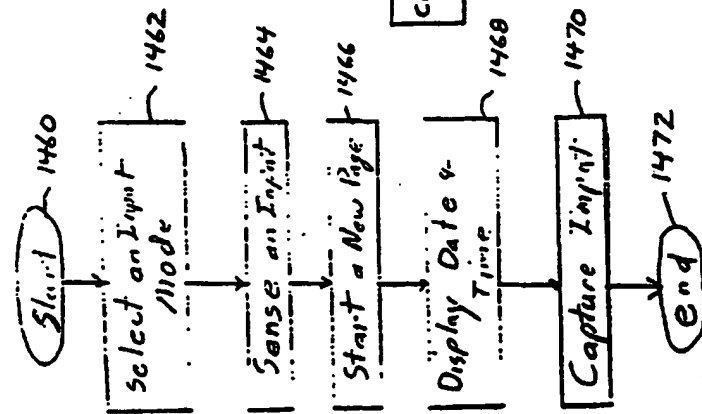 Start
1460
Select an Input
Mode
1462
Sense an Input
1464
Start a New Page
1466
Display Date &
Time
1468
Capture Input
1470
end
1472